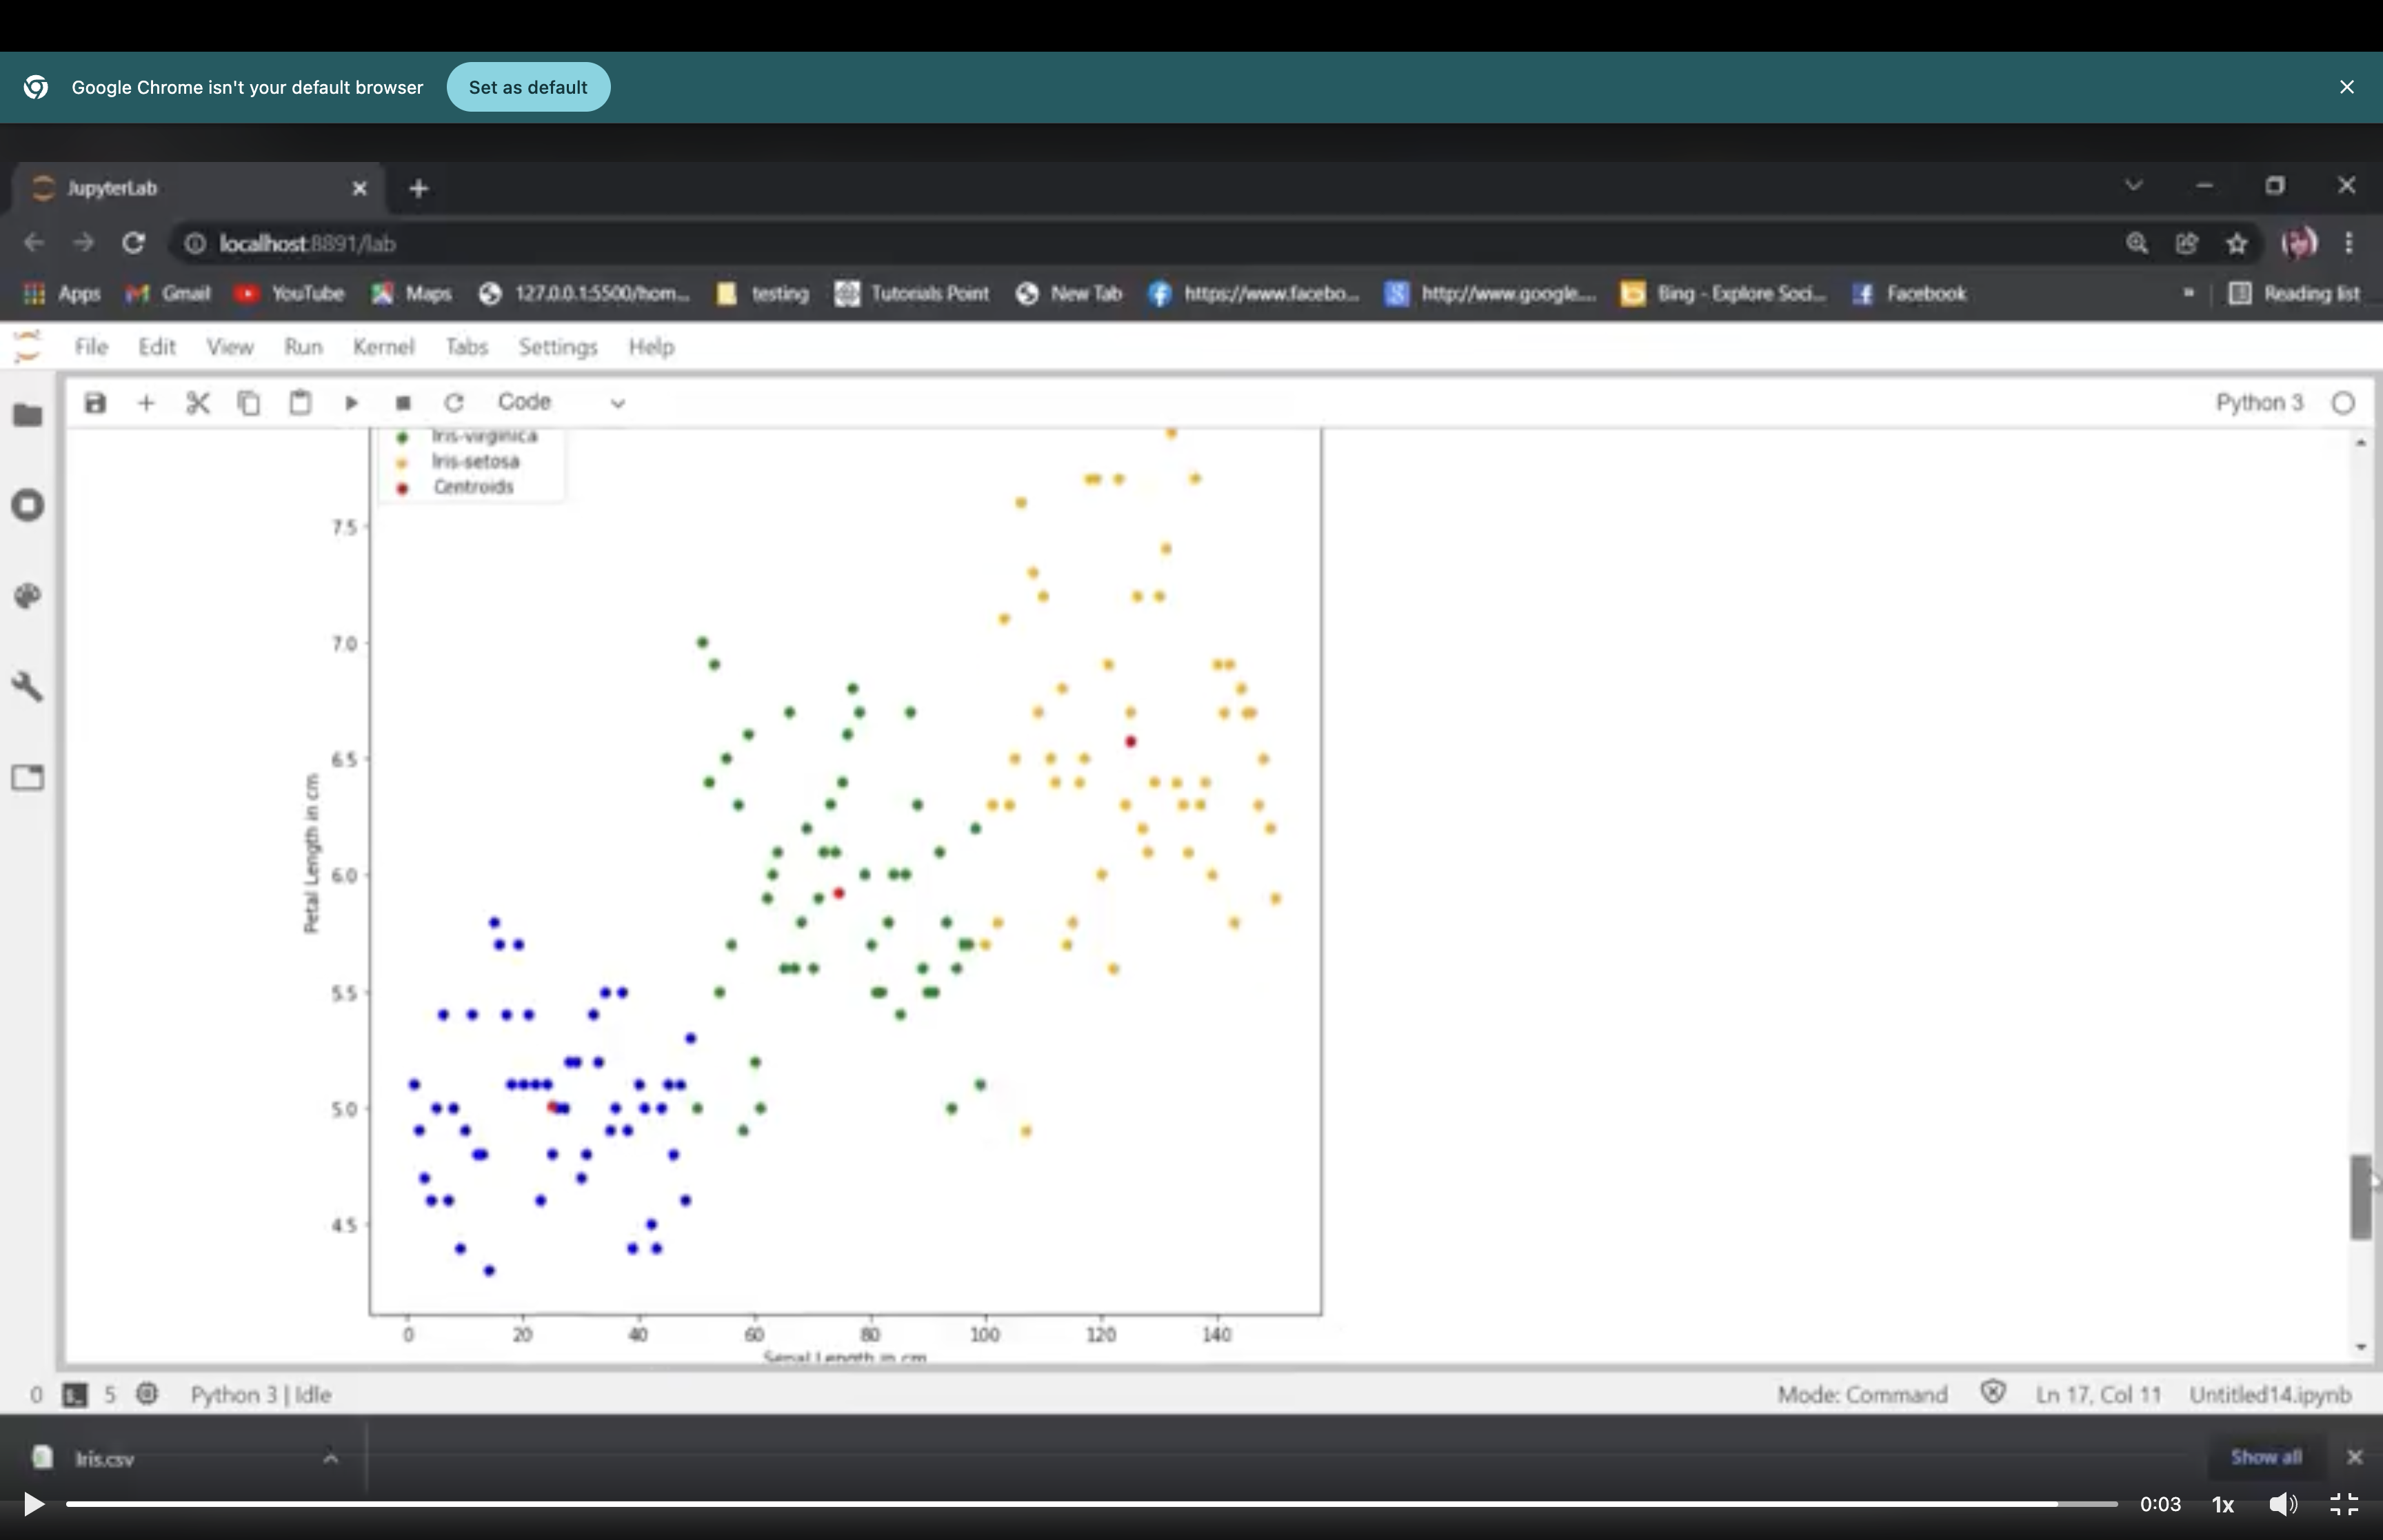 Google Chrome isn't your default browser Set as default
JupyterLab
localhost:8891/lab
Apps Gmail YouTube Maps 127.0.0.1:5500/hom... testing Tutorials Point New Tab https://www.facebo... http://www.google.... Bing - Explore Soci... Facebook » Reading list
File Edit View Run Kernel Tabs Settings Help
Code Python 3
Iris-virginica
Iris-setosa
Centroids
7.5
7.0
6.5
6.0
5.5
5.0
4.5
Petal Length in cm
0 20 40 60 80 100 120 140
Sepal Length in cm
0 5 Python 3 | Idle Mode: Command Ln 17, Col 11 Untitled14.ipynb
Iris.csv Show all
0:03 1x